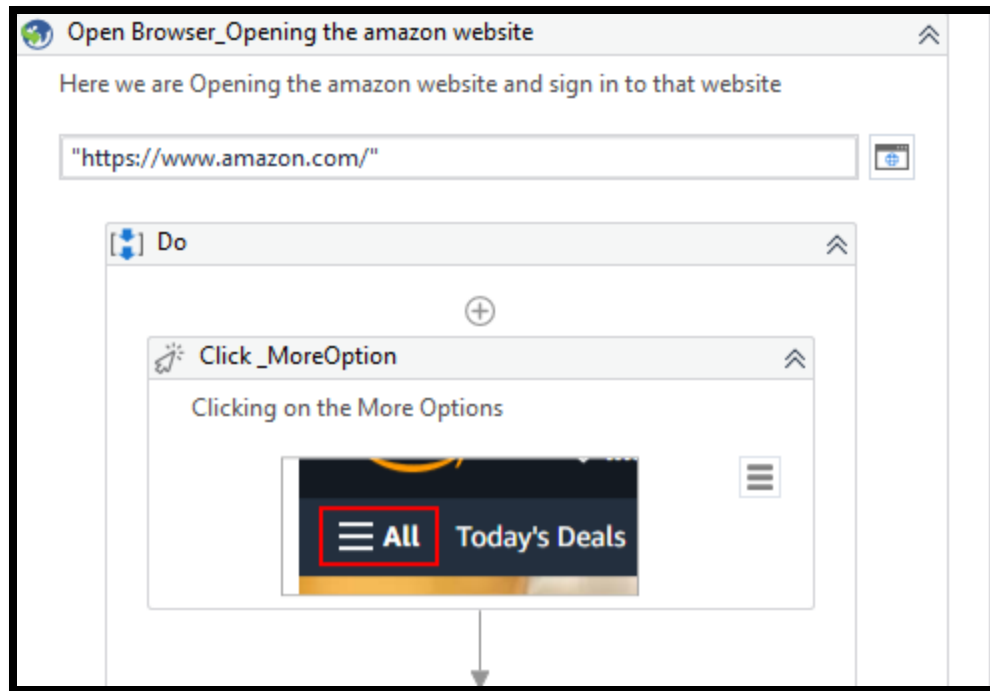 Open Browser_Opening the amazon website
Here we are Opening the amazon website and sign in to that website
"https://www.amazon.com/"
Do
Click _MoreOption
Clicking on the More Options
All Today's Deals